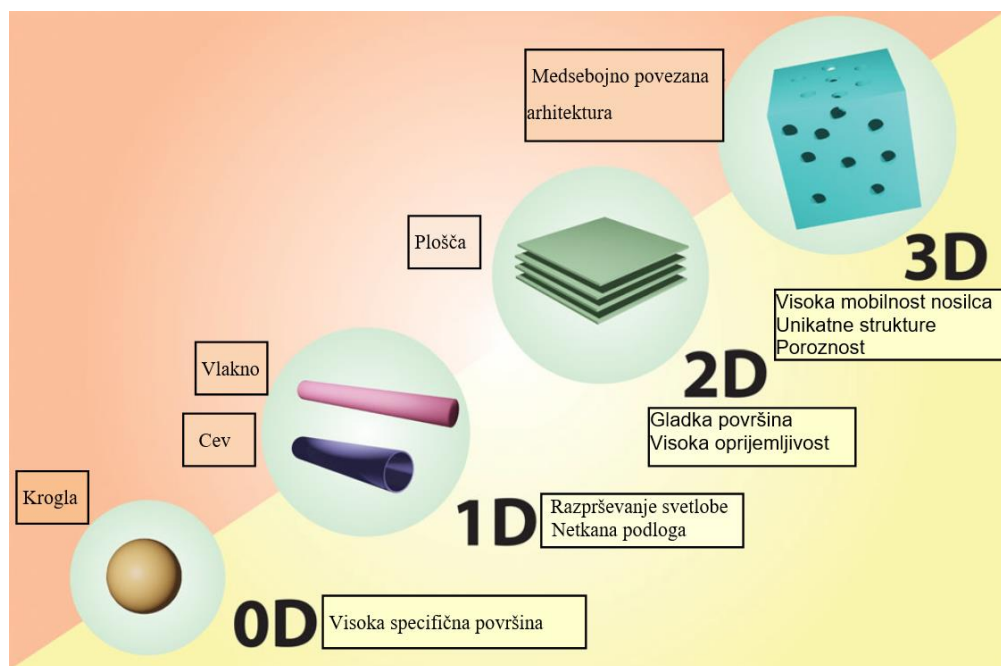 Medsebojno povezana
arhitektura
3D
Visoka mobilnost nosilca
Unikatne strukture
Poroznost
Plošča
2D
Gladka površina
Visoka oprijemljivost
Vlakno
Cev
1D
Razprševanje svetlobe
Netkana podloga
Krogla
0D
Visoka specifična površina